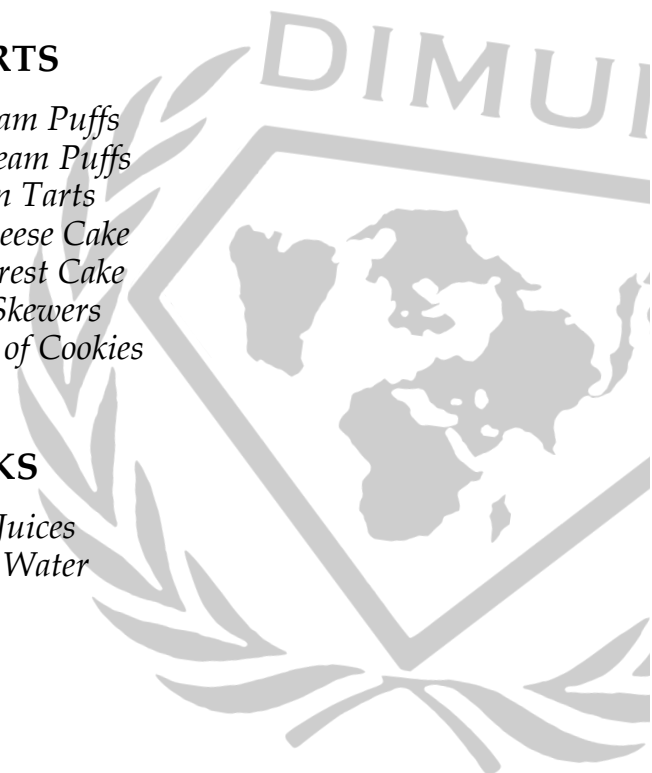 DIMU
RTS
am Puffs
eam Puffs
n Tarts
eese Cake
rest Cake
Skewers
of Cookies
KS
Juices
Water